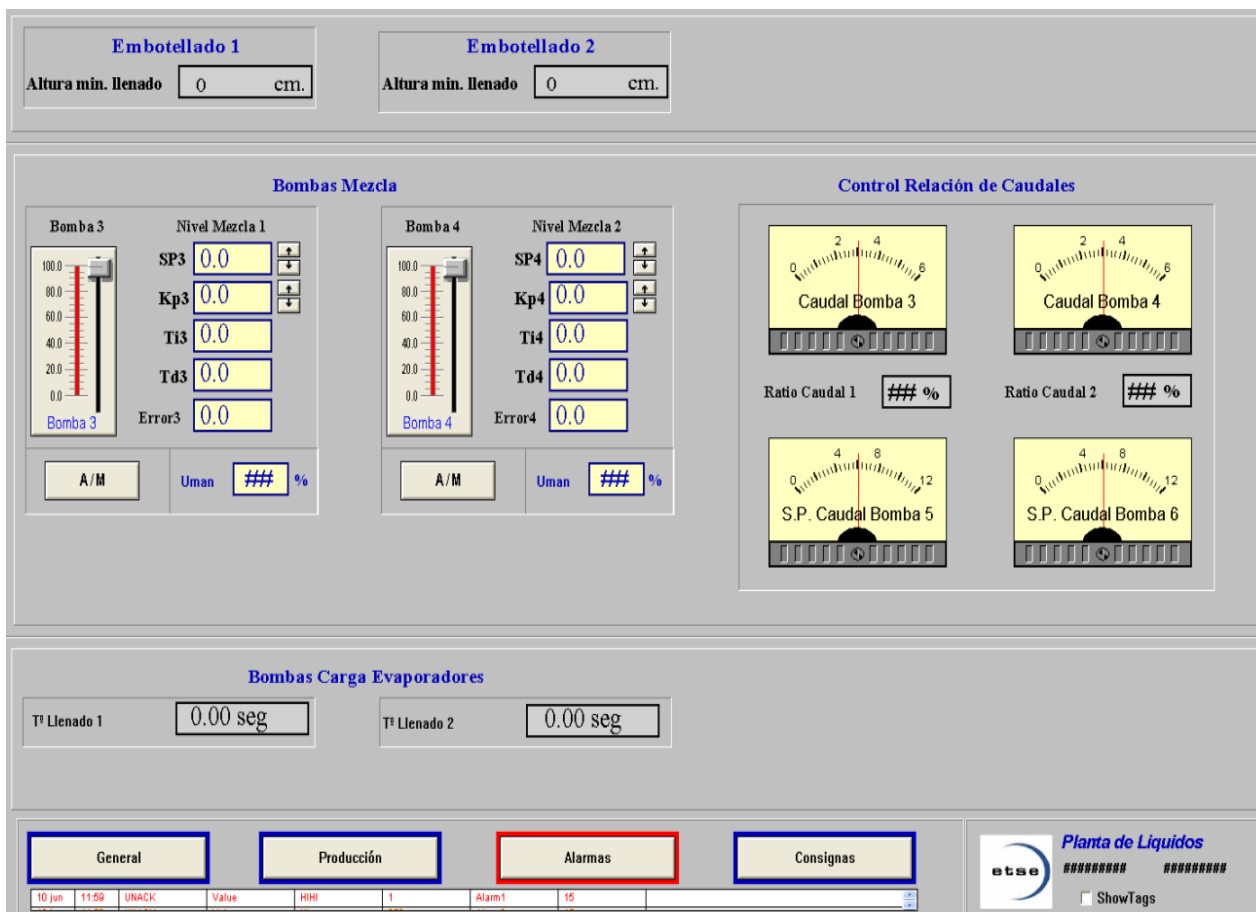 Embotellado 1
Altura min. llenado 0 cm.
Embotellado 2
Altura min. llenado 0 cm.
Bombas Mezcla
Bomba 3 Nivel Mezcla 1
100.0
80.0
60.0
40.0
20.0
0.0
Bomba 3
SP3 0.0
Kp3 0.0
Ti3 0.0
Td3 0.0
Error3 0.0
A/M Uman ## %
Bomba 4 Nivel Mezcla 2
100.0
80.0
60.0
40.0
20.0
0.0
Bomba 4
SP4 0.0
Kp4 0.0
Ti4 0.0
Td4 0.0
Error4 0.0
A/M Uman ## %
Control Relación de Caudales
0 2 4 6
Caudal Bomba 3
0 2 4 6
Caudal Bomba 4
Ratio Caudal 1 ## %
Ratio Caudal 2 ## %
0 4 8 12
S.P. Caudal Bomba 5
0 4 8 12
S.P. Caudal Bomba 6
Bombas Carga Evaporadores
Tº Llenado 1 0.00 seg
Tº Llenado 2 0.00 seg
General Producción Alarmas Consignas
10 jun 11:59 UNACK Value HIHI 1 Alarm1 15
etse
Planta de Liquidos
######### #########
ShowTags